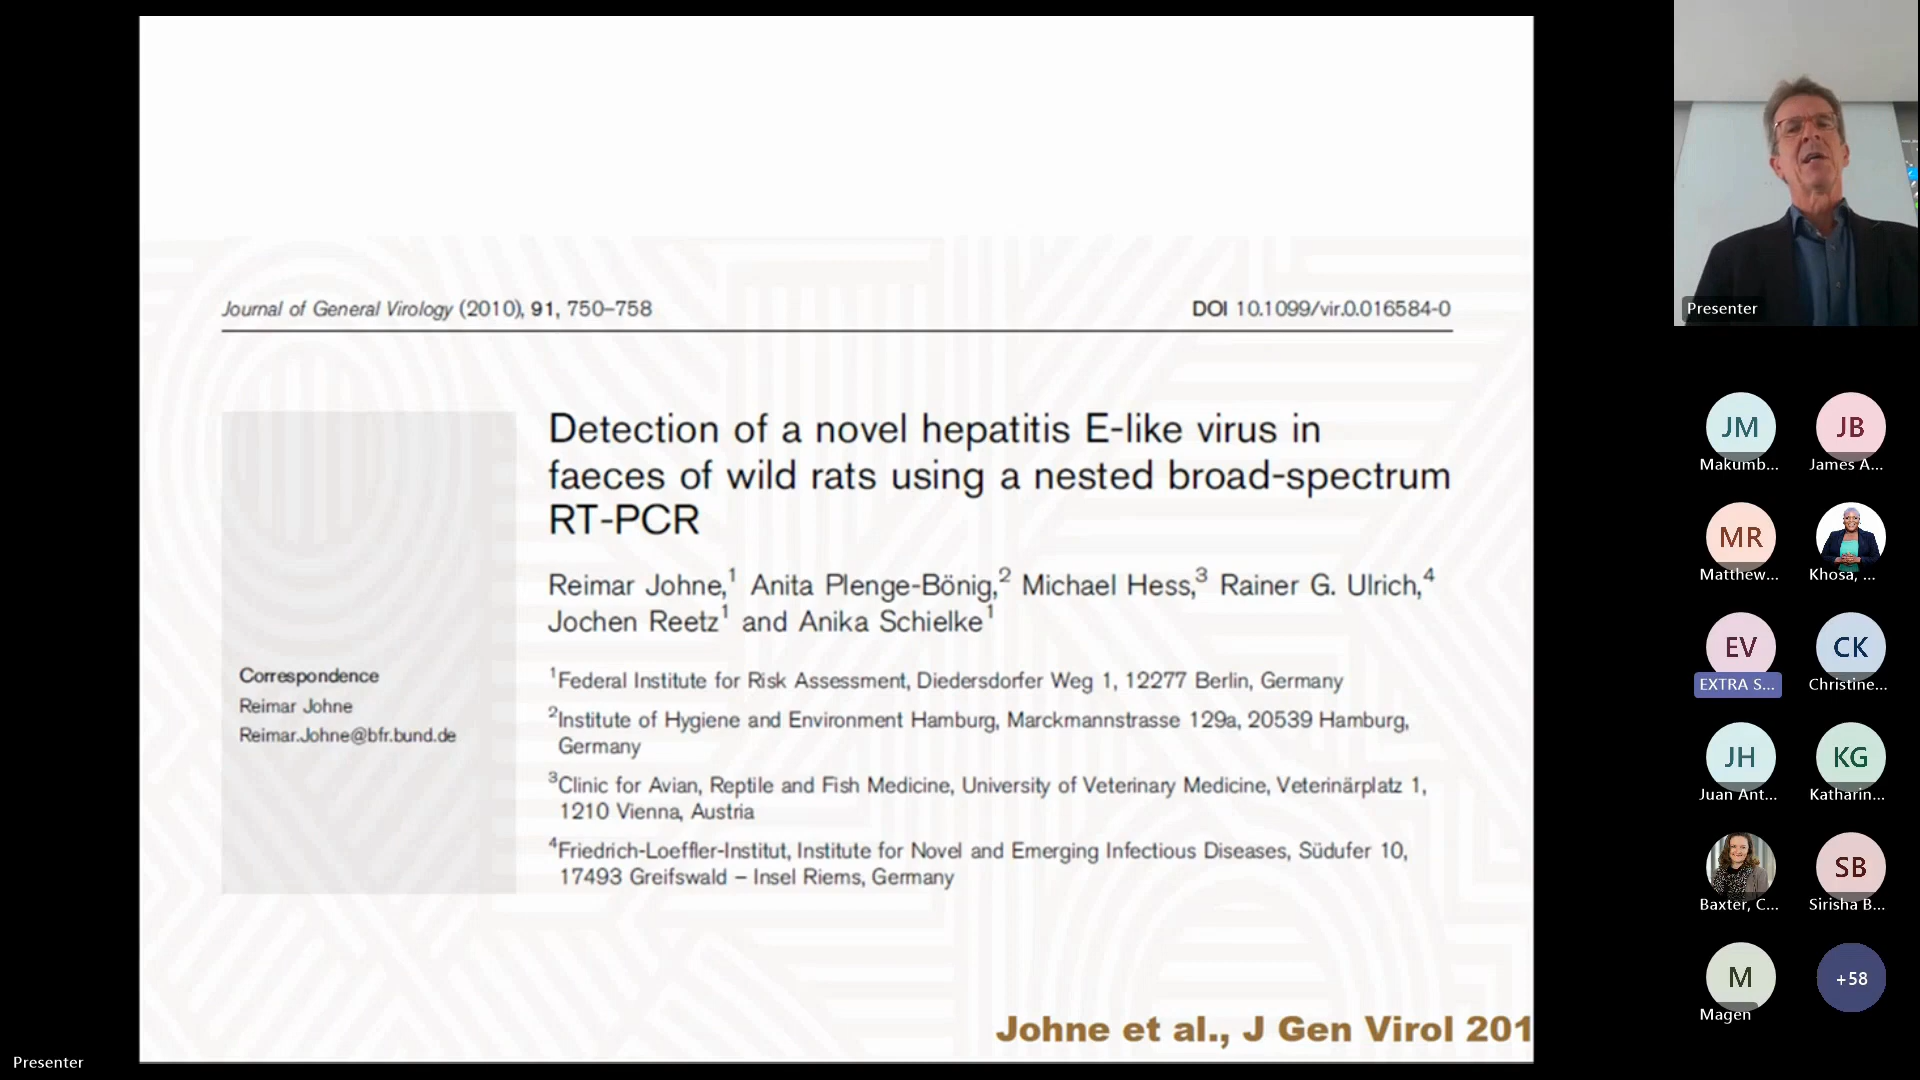 Journal of General Virology (2010), 91, 750–758
DOI 10.1099/vir.0.016584-0
Detection of a novel hepatitis E-like virus in
faeces of wild rats using a nested broad-spectrum
RT-PCR
Reimar Johne,1 Anita Plenge-Bönig,2 Michael Hess,3 Rainer G. Ulrich,4
Jochen Reetz1 and Anika Schielke1
Correspondence
Reimar Johne
Reimar.Johne@bfr.bund.de
1Federal Institute for Risk Assessment, Diedersdorfer Weg 1, 12277 Berlin, Germany
2Institute of Hygiene and Environment Hamburg, Marckmannstrasse 129a, 20539 Hamburg,
Germany
3Clinic for Avian, Reptile and Fish Medicine, University of Veterinary Medicine, Veterinärplatz 1,
1210 Vienna, Austria
4Friedrich-Loeffler-Institut, Institute for Novel and Emerging Infectious Diseases, Südufer 10,
17493 Greifswald – Insel Riems, Germany
Johne et al., J Gen Virol 201
Presenter
Presenter
JM
Makumb...
JB
James A...
MR
Matthew...
Khosa, ...
EV
EXTRA S...
CK
Christine...
JH
Juan Ant...
KG
Katharin...
Baxter, C...
SB
Sirisha B...
M
Magen
+58